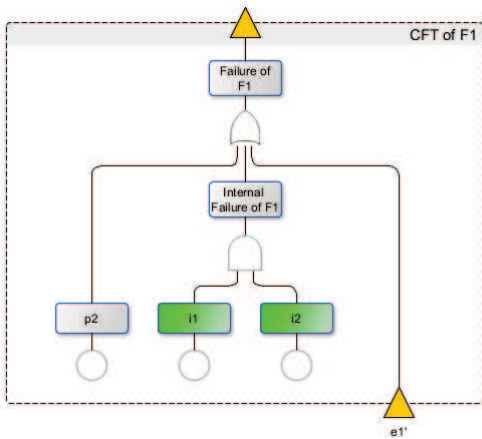 CFT of F1
Failure of
F1
Internal
Failure of F1
p2
i1
i2
e1'